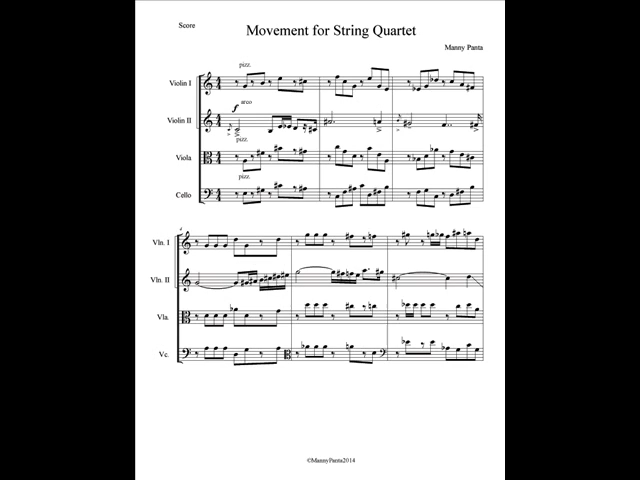 Score
Movement for String Quartet
Manny Panta
pizz.
Violin I
f arco
Violin II
pizz.
Viola
pizz.
Cello
4
Vln. I
Vln. II
Vla.
Vc.
©MannyPanta2014